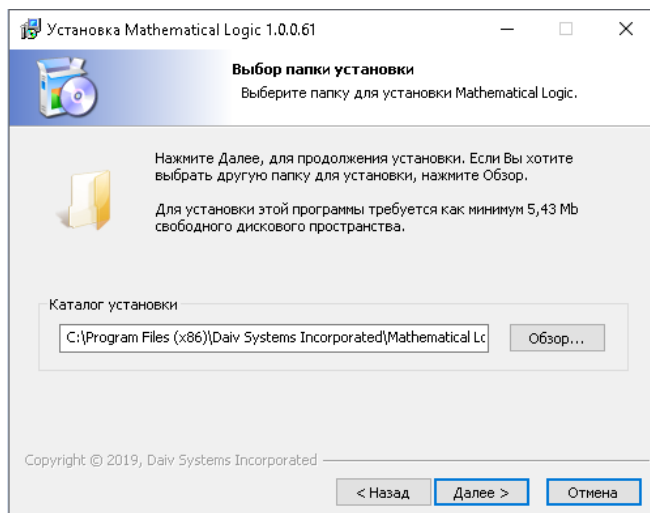 Установка Mathematical Logic 1.0.0.61
Выбор папки установки
Выберите папку для установки Mathematical Logic.
Нажмите Далее, для продолжения установки. Если Вы хотите
выбрать другую папку для установки, нажмите Обзор.
Для установки этой программы требуется как минимум 5,43 Mb
свободного дискового пространства.
Каталог установки
C:\Program Files (x86)\Daiv Systems Incorporated\Mathematical Lo
Обзор...
Copyright © 2019, Daiv Systems Incorporated
< Назад Далее > Отмена